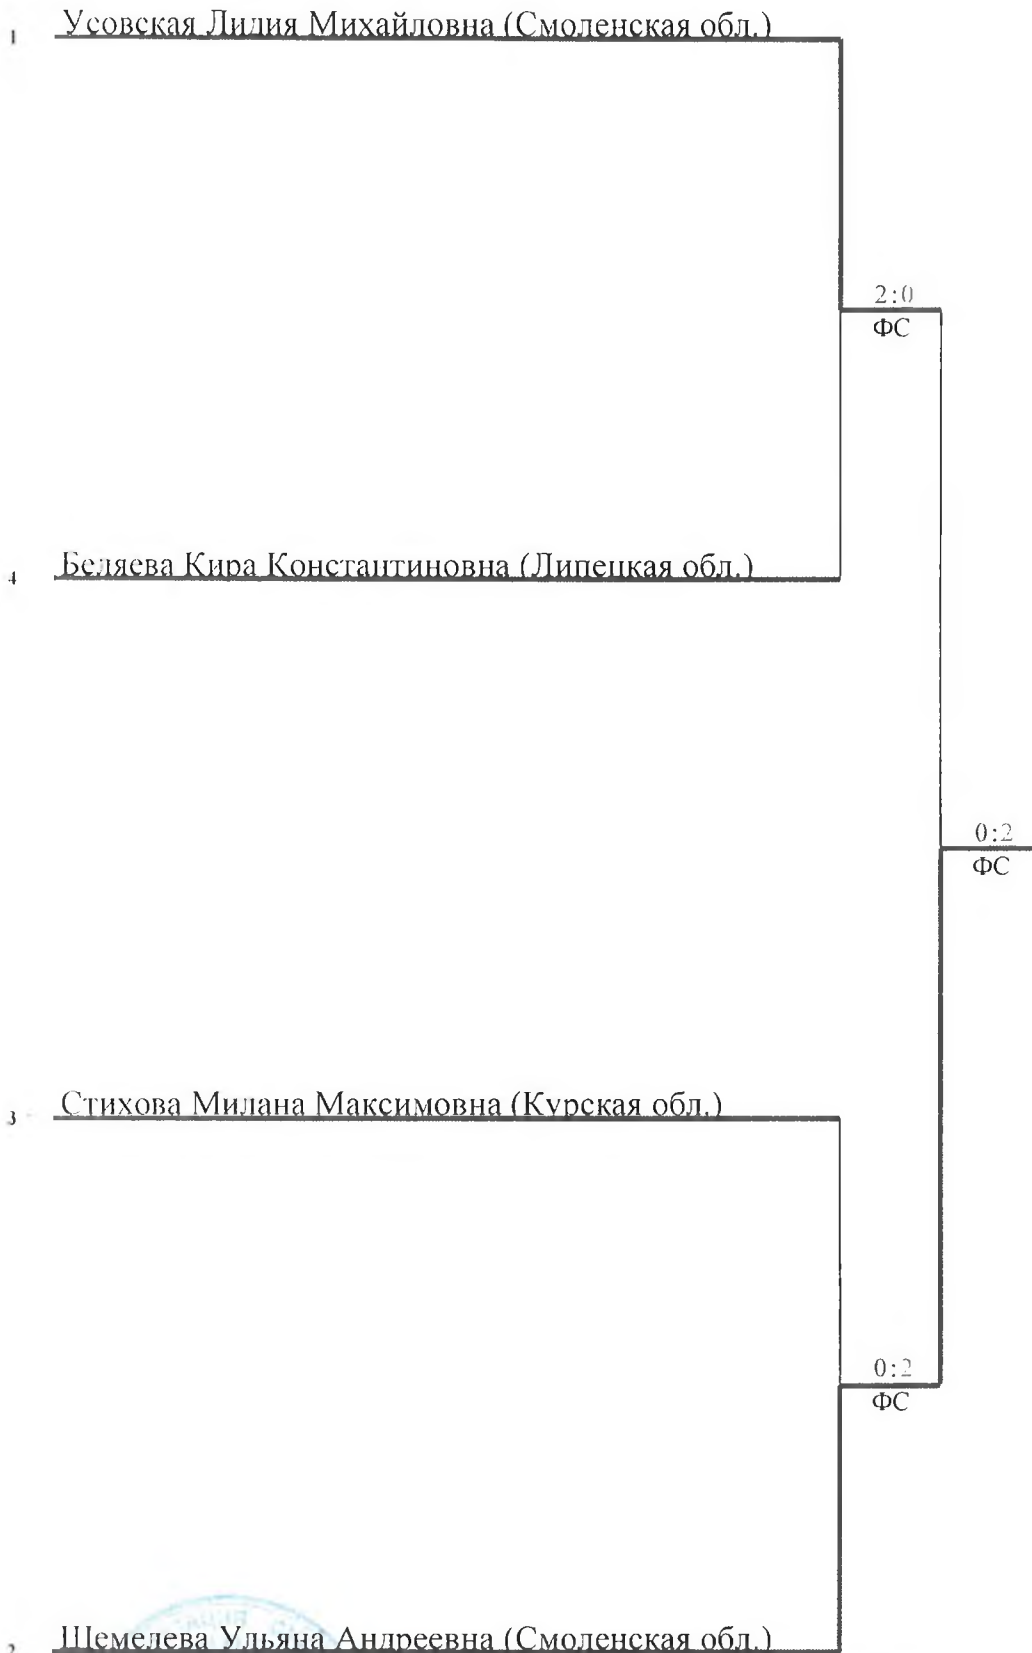 1 Усовская Лидия Михайловна (Смоленская обл.)
2:0
ФС
4 Беляева Кира Константиновна (Липецкая обл.)
0:2
ФС
3 Стихова Милана Максимовна (Курская обл.)
0:2
ФС
2 Шемелева Ульяна Андреевна (Смоленская обл.)